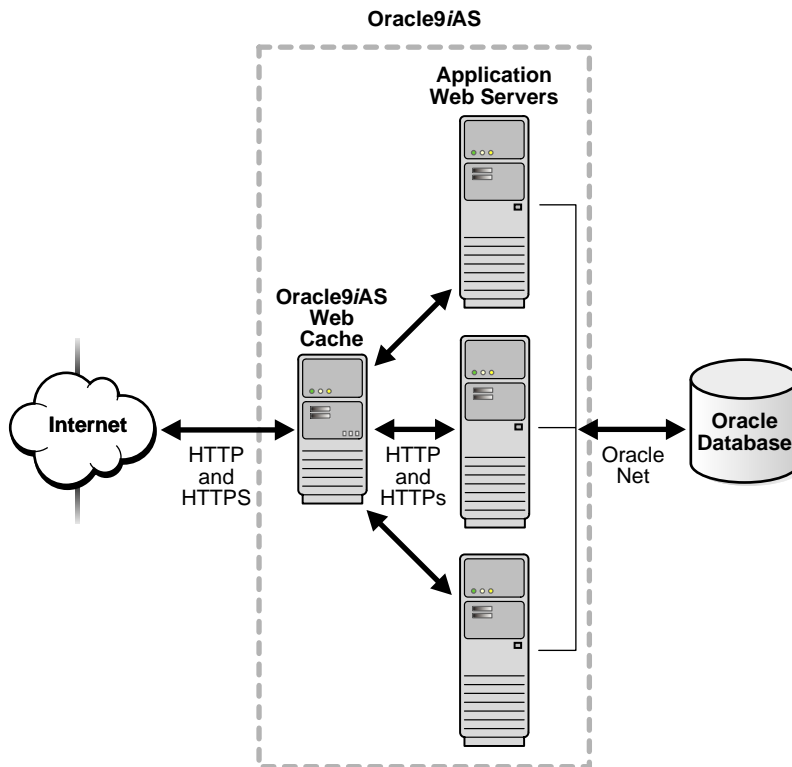 Oracle9iAS
Application
Web Servers
Oracle9iAS
Web
Cache
Internet
HTTP
and
HTTPS
HTTP
and
HTTPs
Oracle
Net
Oracle
Database